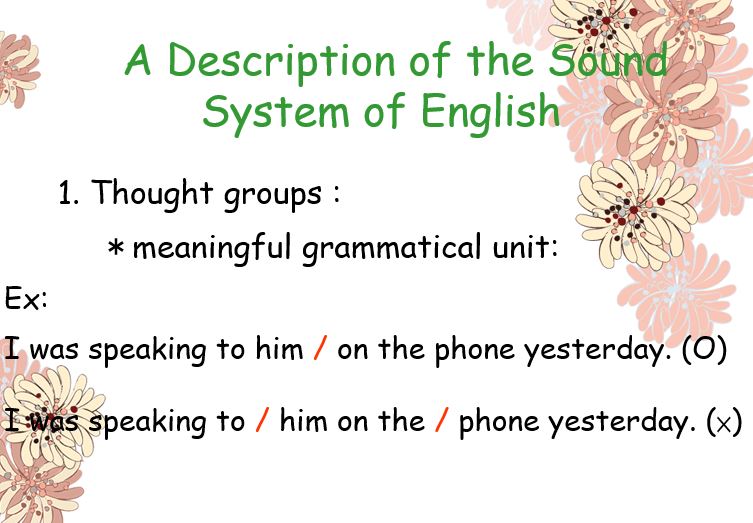 A Description of the Sound
System of English
1. Thought groups :
＊meaningful grammatical unit:
Ex:
I was speaking to him / on the phone yesterday. (O)
I was speaking to / him on the / phone yesterday. (x)